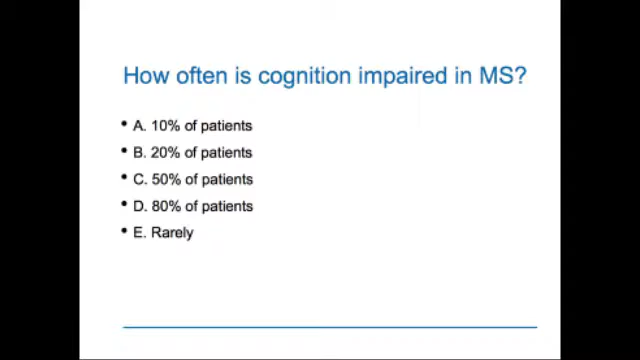 How often is cognition impaired in MS?
• A. 10% of patients
• B. 20% of patients
• C. 50% of patients
• D. 80% of patients
• E. Rarely